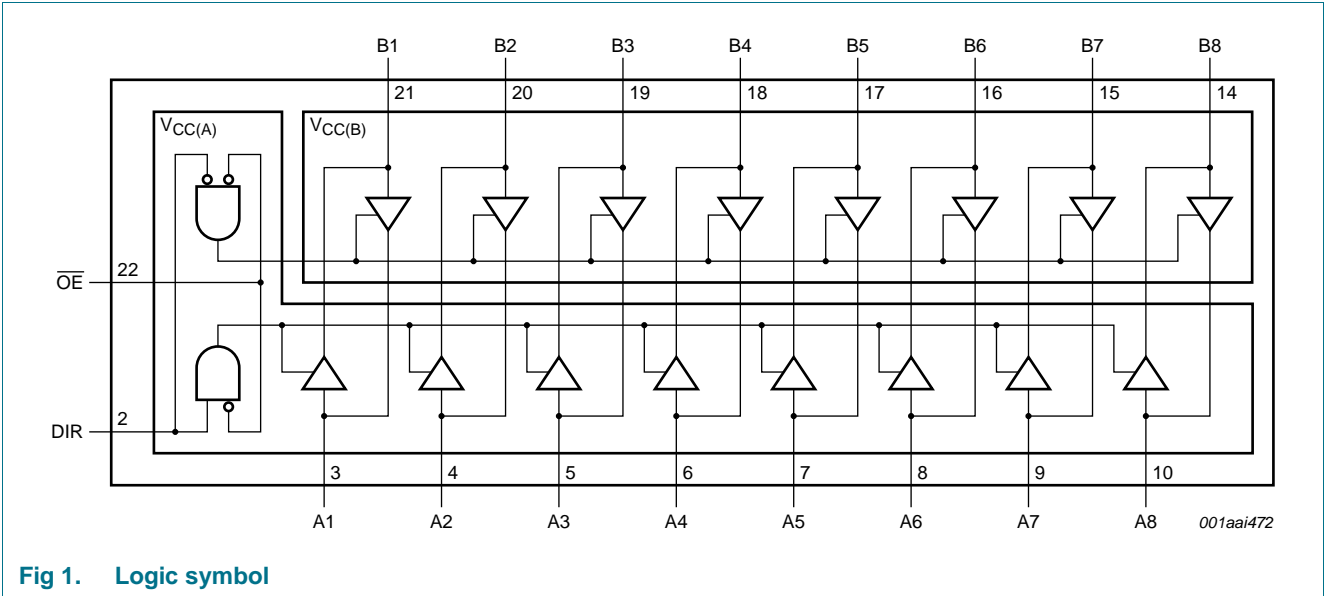 B1 B2 B3 B4 B5 B6 B7 B8
21 20 19 18 17 16 15 14
VCC(A) VCC(B)
22
O̅E̅
2
DIR
3 4 5 6 7 8 9 10
A1 A2 A3 A4 A5 A6 A7 A8 001aai472
Fig 1. Logic symbol